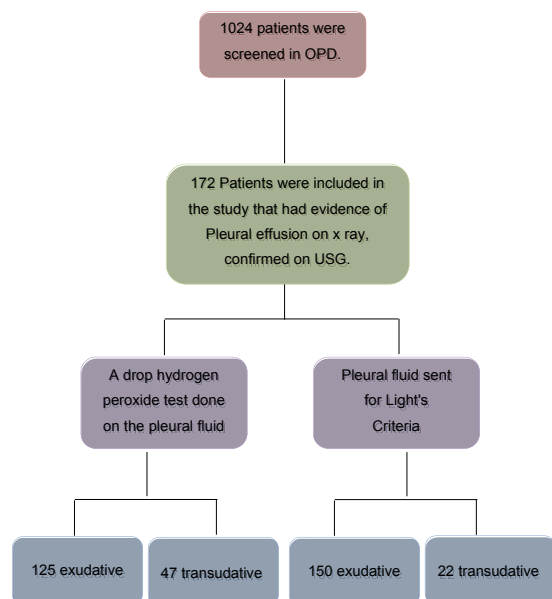 1024 patients were
screened in OPD.
172 Patients were included in
the study that had evidence of
Pleural effusion on x ray,
confirmed on USG.
A drop hydrogen
peroxide test done
on the pleural fluid
Pleural fluid sent
for Light's
Criteria
125 exudative
47 transudative
150 exudative
22 transudative